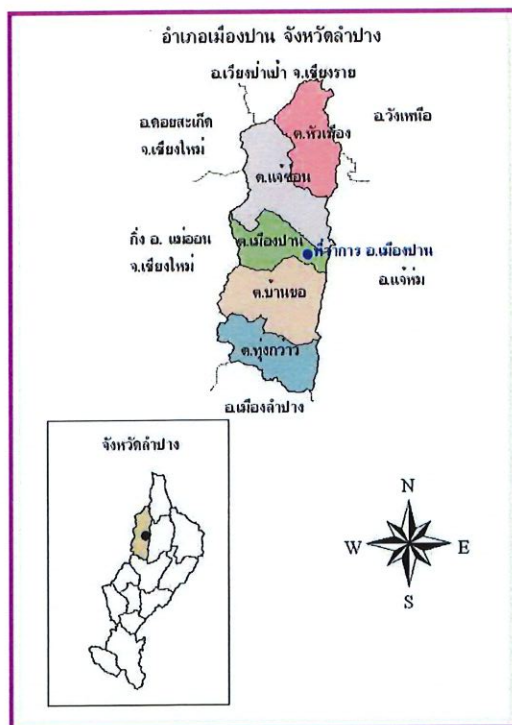 อำเภอเมืองปาน จังหวัดลำปาง
อ.เวียงป่าเป้า จ.เชียงราย
อ.วังเหนือ
อ.ดอยสะเก็ด
จ.เชียงใหม่
ต.หัวเมือง
ต.แจ้ซ้อน
กิ่ง อ. แม่ออน
จ.เชียงใหม่
ต.เมืองปาน
ที่ว่าการ อ.เมืองปาน
อ.แจ้ห่ม
ต.บ้านขอ
ต.ทุ่งกว๋าว
อ.เมืองลำปาง
จังหวัดลำปาง
N
W
E
S